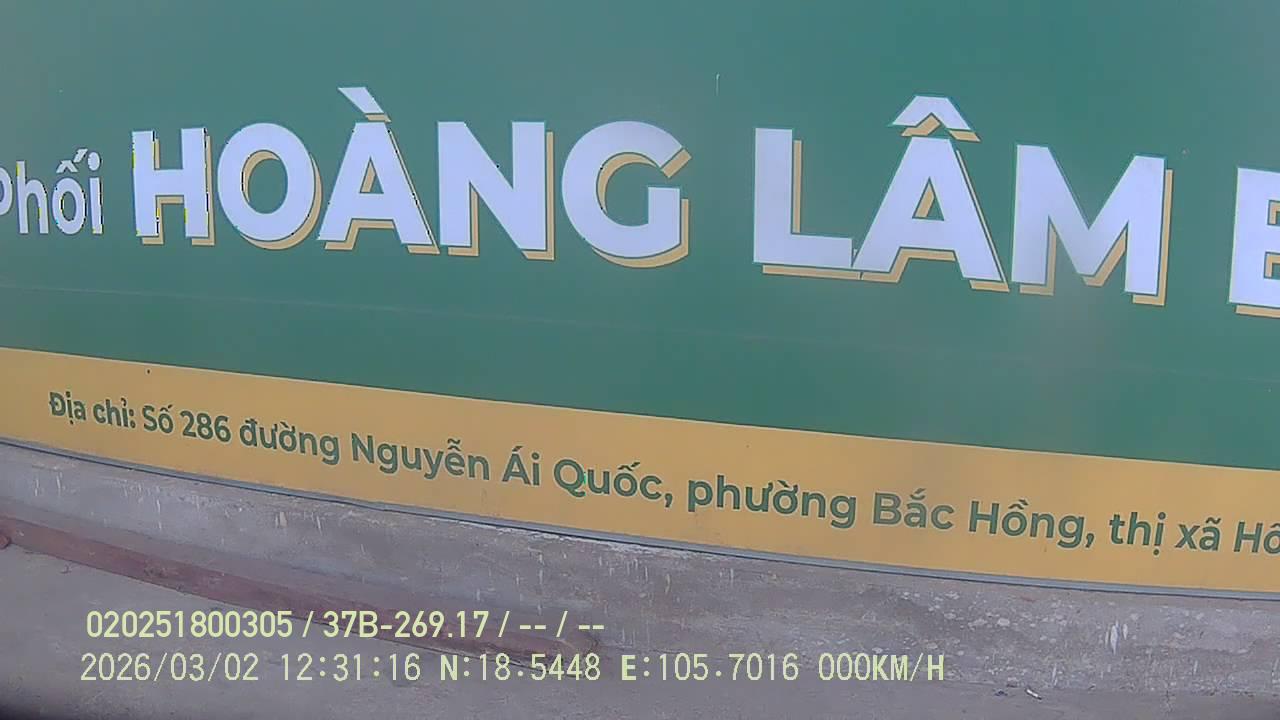 Phối HOÀNG LÂM
Địa chỉ: Số 286 đường Nguyễn Ái Quốc, phường Bắc Hồng, thị xã
020251800305 / 37B-269.17 / -- / --
2026/03/02 12:31:16 N:18.5448 E:105.7016 000KM/H